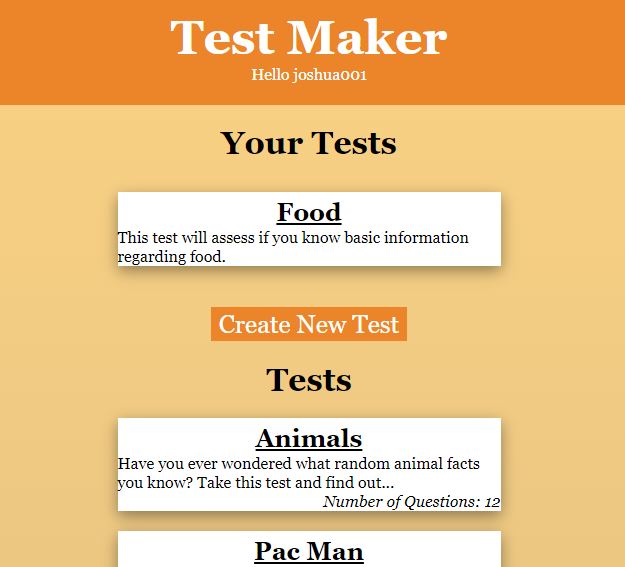 Test Maker
Hello joshua001
Your Tests
Food
This test will assess if you know basic information
regarding food.
Create New Test
Tests
Animals
Have you ever wondered what random animal facts
you know? Take this test and find out...
Number of Questions: 12
Pac Man